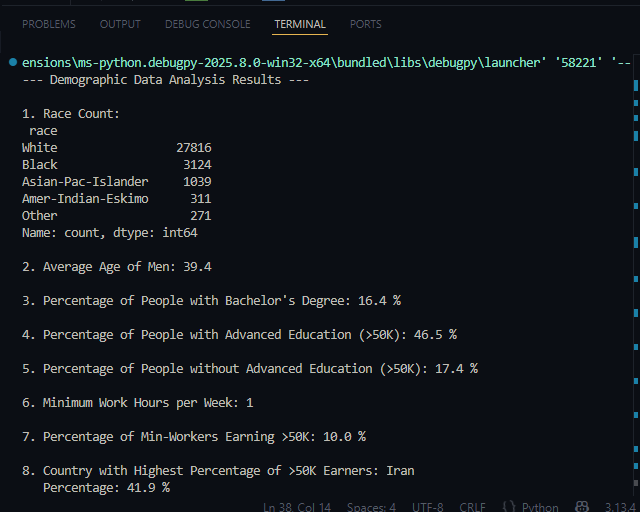 PROBLEMS OUTPUT DEBUG CONSOLE TERMINAL PORTS
ensions\ms-python.debugpy-2025.8.0-win32-x64\bundled\libs\debugpy\launcher' '58221' '--
--- Demographic Data Analysis Results ---
1. Race Count:
race
White 27816
Black 3124
Asian-Pac-Islander 1039
Amer-Indian-Eskimo 311
Other 271
Name: count, dtype: int64
2. Average Age of Men: 39.4
3. Percentage of People with Bachelor's Degree: 16.4 %
4. Percentage of People with Advanced Education (>50K): 46.5 %
5. Percentage of People without Advanced Education (>50K): 17.4 %
6. Minimum Work Hours per Week: 1
7. Percentage of Min-Workers Earning >50K: 10.0 %
8. Country with Highest Percentage of >50K Earners: Iran
Percentage: 41.9 %
Ln 38 Col 14 Spaces: 4 UTF-8 CRLF {} Python 3.13.4